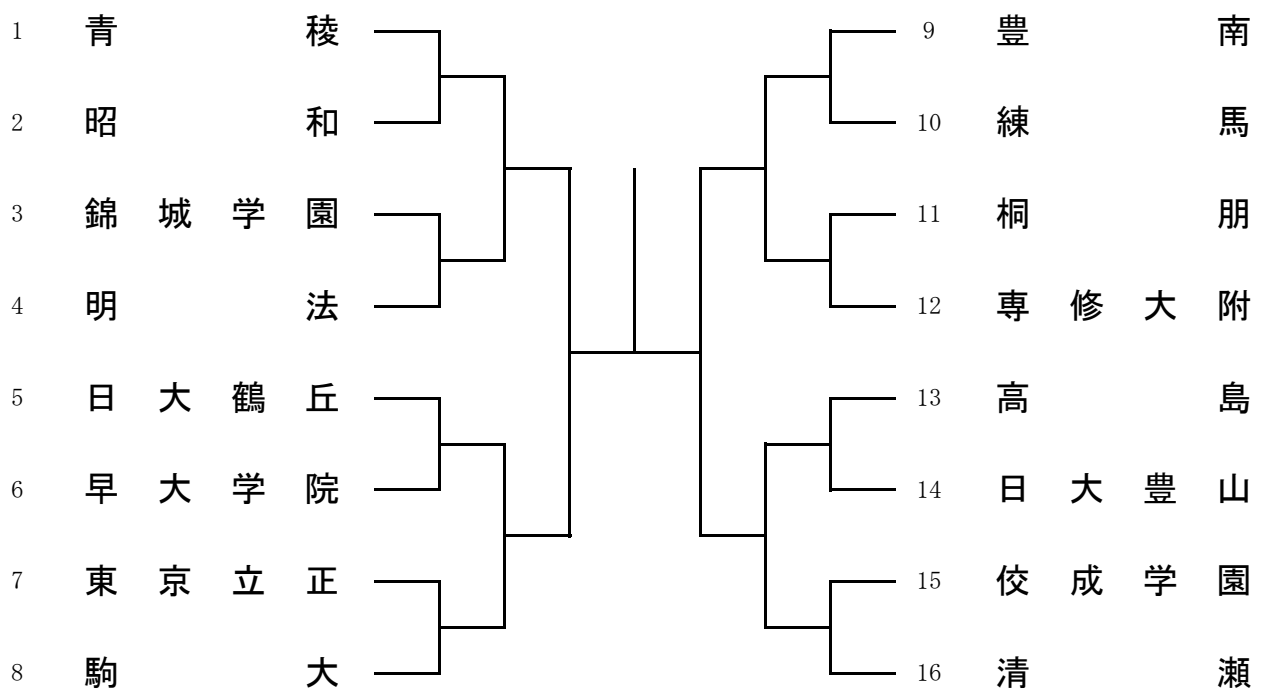 1 青稜
2 昭和
3 錦城学園
4 明法
5 日大鶴丘
6 早大学院
7 東京立正
8 駒大
9 豊南
10 練馬
11 桐朋
12 専修大附
13 高島
14 日大豊山
15 佼成学園
16 清瀬